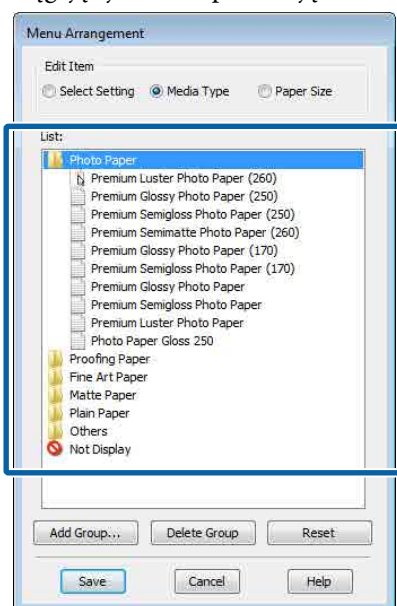 Menu Arrangement
Edit Item
Select Setting Media Type Paper Size
List:
Photo Paper
Premium Luster Photo Paper (260)
Premium Glossy Photo Paper (250)
Premium Semigloss Photo Paper (250)
Premium Semimatte Photo Paper (260)
Premium Glossy Photo Paper (170)
Premium Semigloss Photo Paper (170)
Premium Glossy Photo Paper
Premium Semigloss Photo Paper
Premium Luster Photo Paper
Photo Paper Gloss 250
Proofing Paper
Fine Art Paper
Matte Paper
Plain Paper
Others
Not Display
Add Group... Delete Group Reset
Save Cancel Help